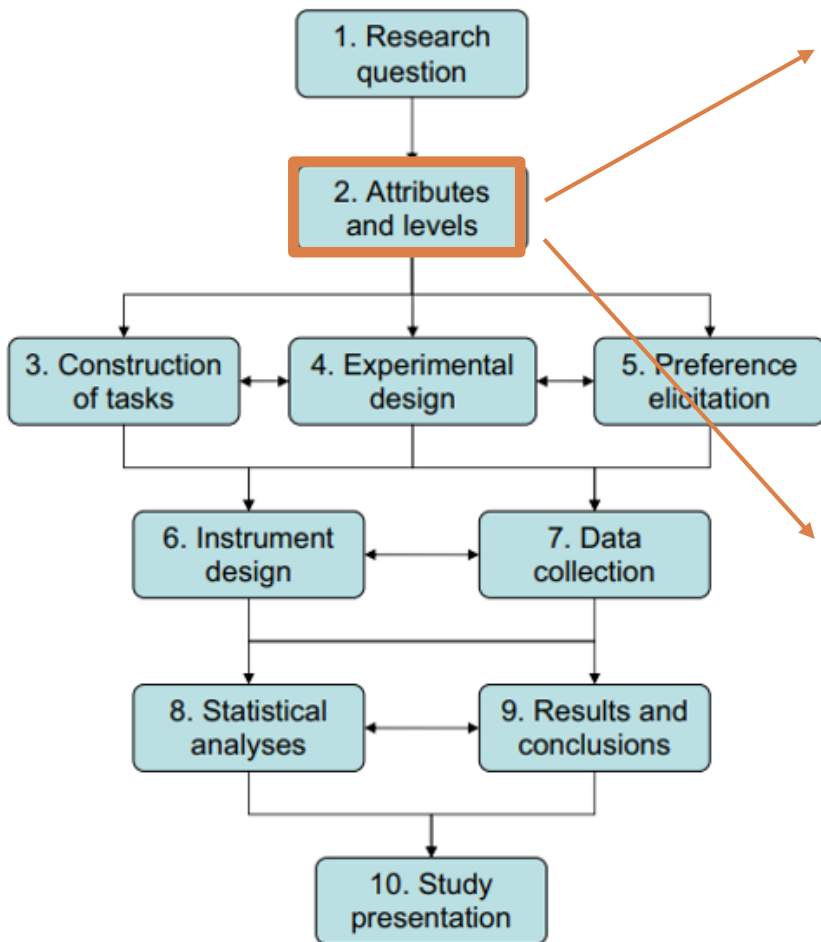 1. Research
question
2. Attributes
and levels
3. Construction
of tasks
4. Experimental
design
5. Preference
elicitation
6. Instrument
design
7. Data
collection
8. Statistical
analyses
9. Results and
conclusions
10. Study
presentation